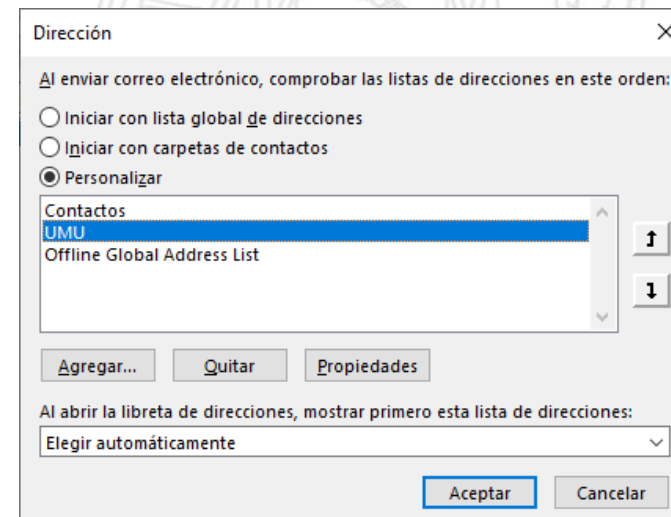 Dirección
Al enviar correo electrónico, comprobar las listas de direcciones en este orden:
Iniciar con lista global de direcciones
Iniciar con carpetas de contactos
Personalizar
Contactos
UMU
Offline Global Address List
Agregar...
Quitar
Propiedades
Al abrir la libreta de direcciones, mostrar primero esta lista de direcciones:
Elegir automáticamente
Aceptar
Cancelar